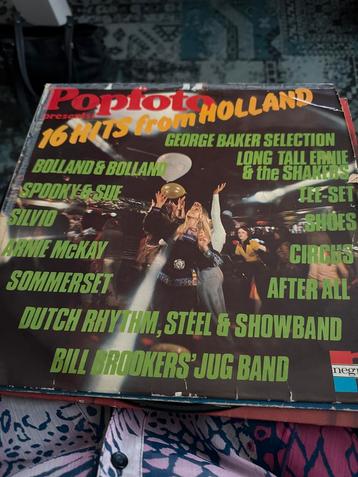 Popfoto
presents
16 HITS from HOLLAND
GEORGE BAKER SELECTION
BOLLAND & BOLLAND
LONG TALL ERNIE
& the SHAKERS
SPOOKY & SUE
TEE-SET
SILVIO
SHOES
ARNIE McKAY
CIRCUS
SOMMERSET
AFTER ALL
DUTCH RHYTHM, STEEL & SHOWBAND
BILL BROOKERS' JUG BAND